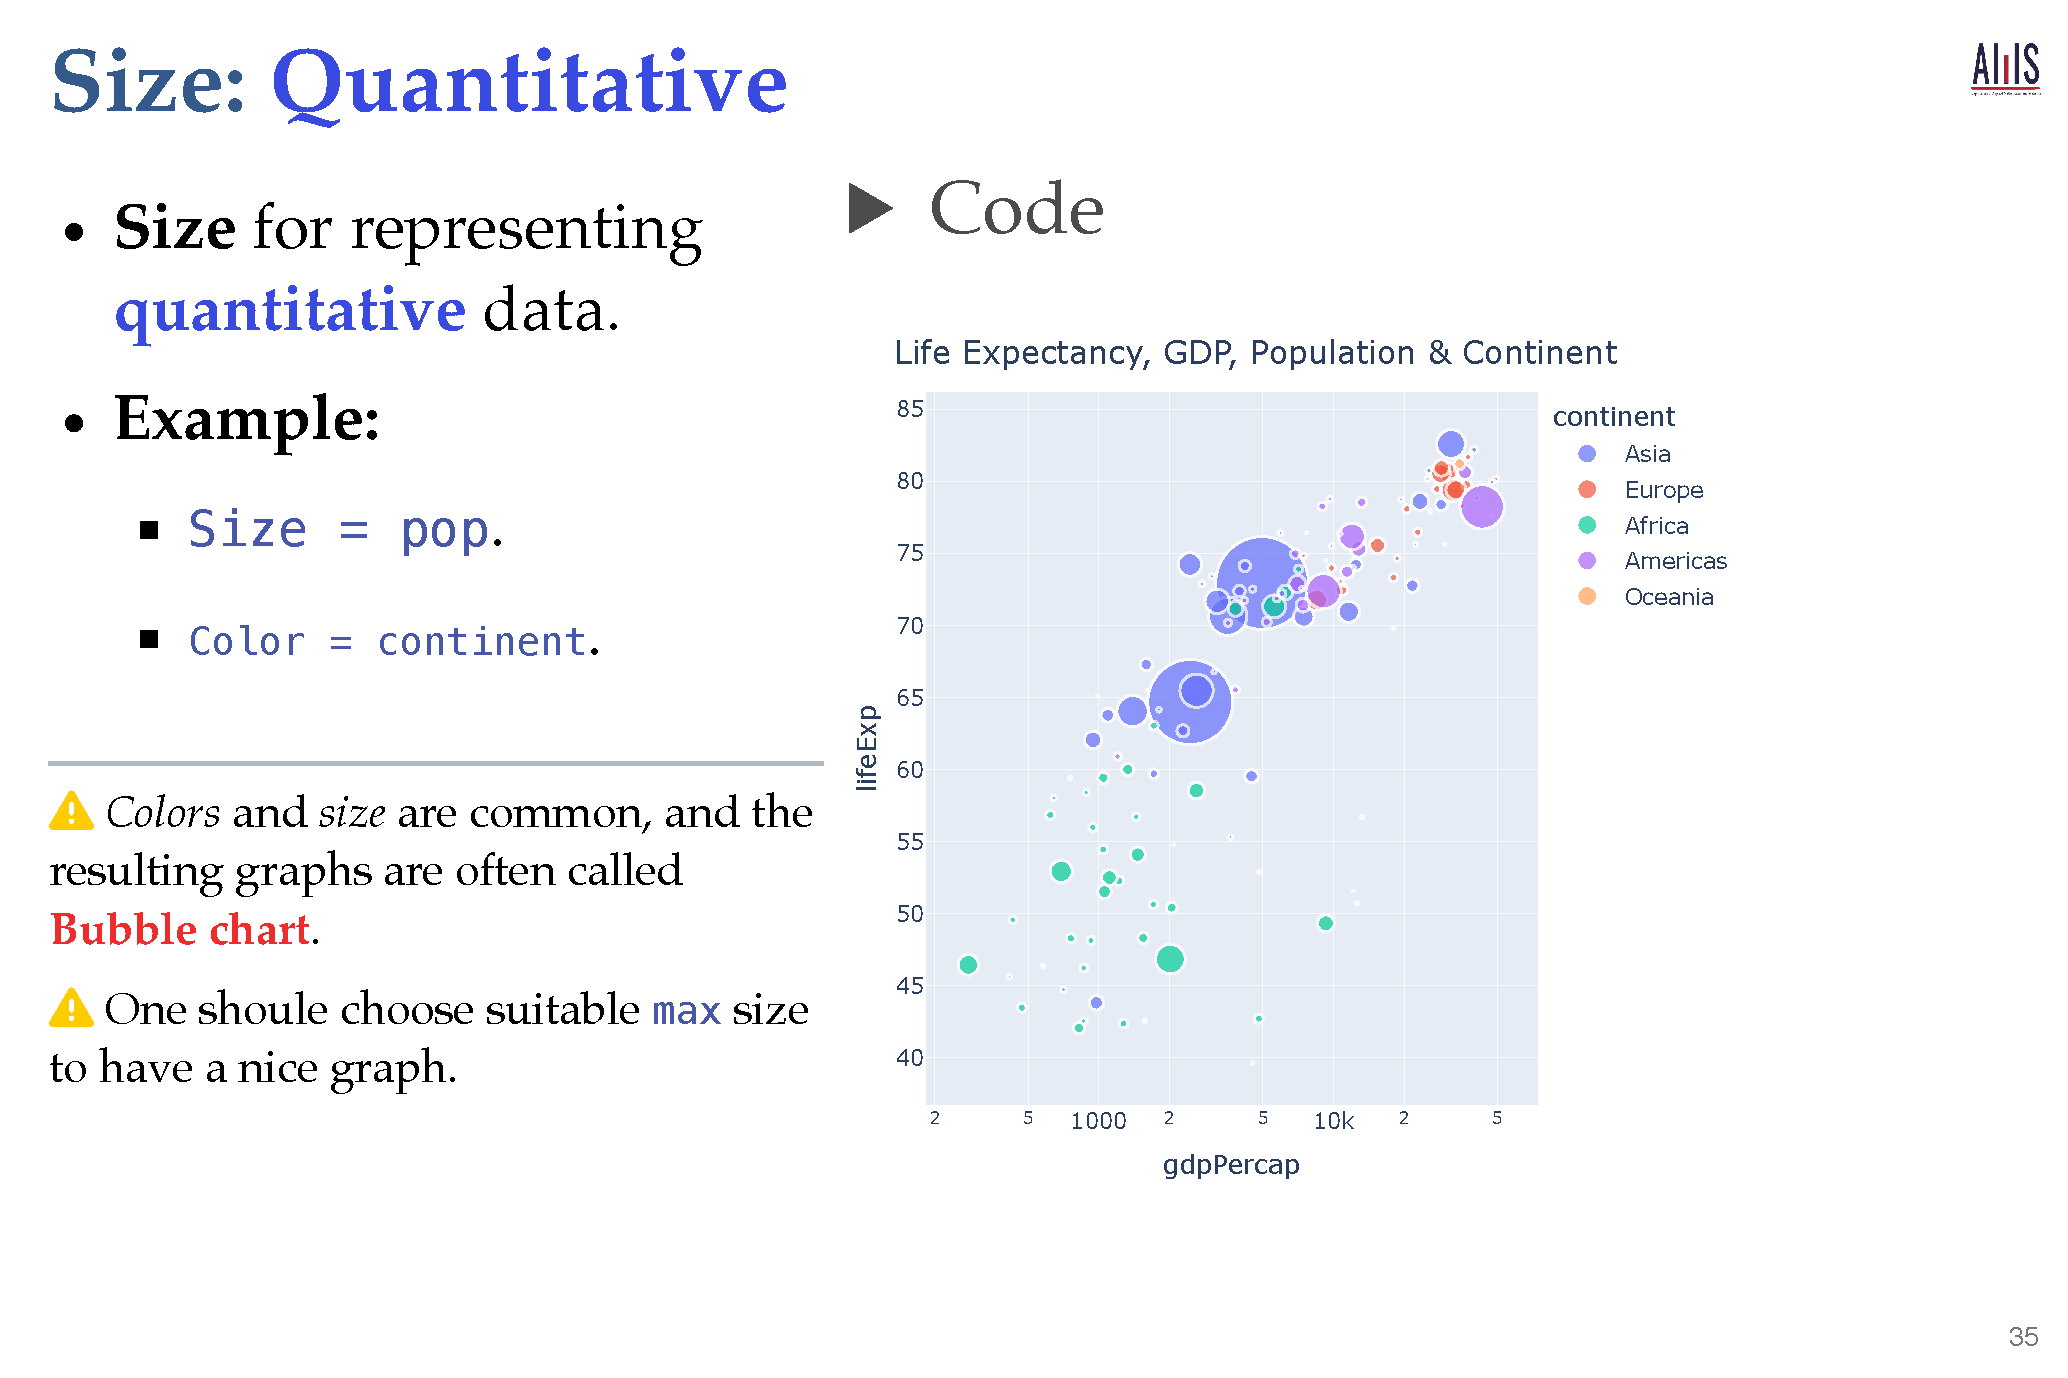 Size: Quantitative
AMS
• Size for representing
quantitative data.
• Example:
▪ Size = pop.
▪ Color = continent.
Colors and size are common, and the
resulting graphs are often called
Bubble chart.
One shoule choose suitable max size
to have a nice graph.
▶ Code
Life Expectancy, GDP, Population & Continent
85
80
75
70
65
60
55
50
45
40
lifeExp
2 5 1000 2 5 10k 2 5
gdpPercap
continent
Asia
Europe
Africa
Americas
Oceania
35